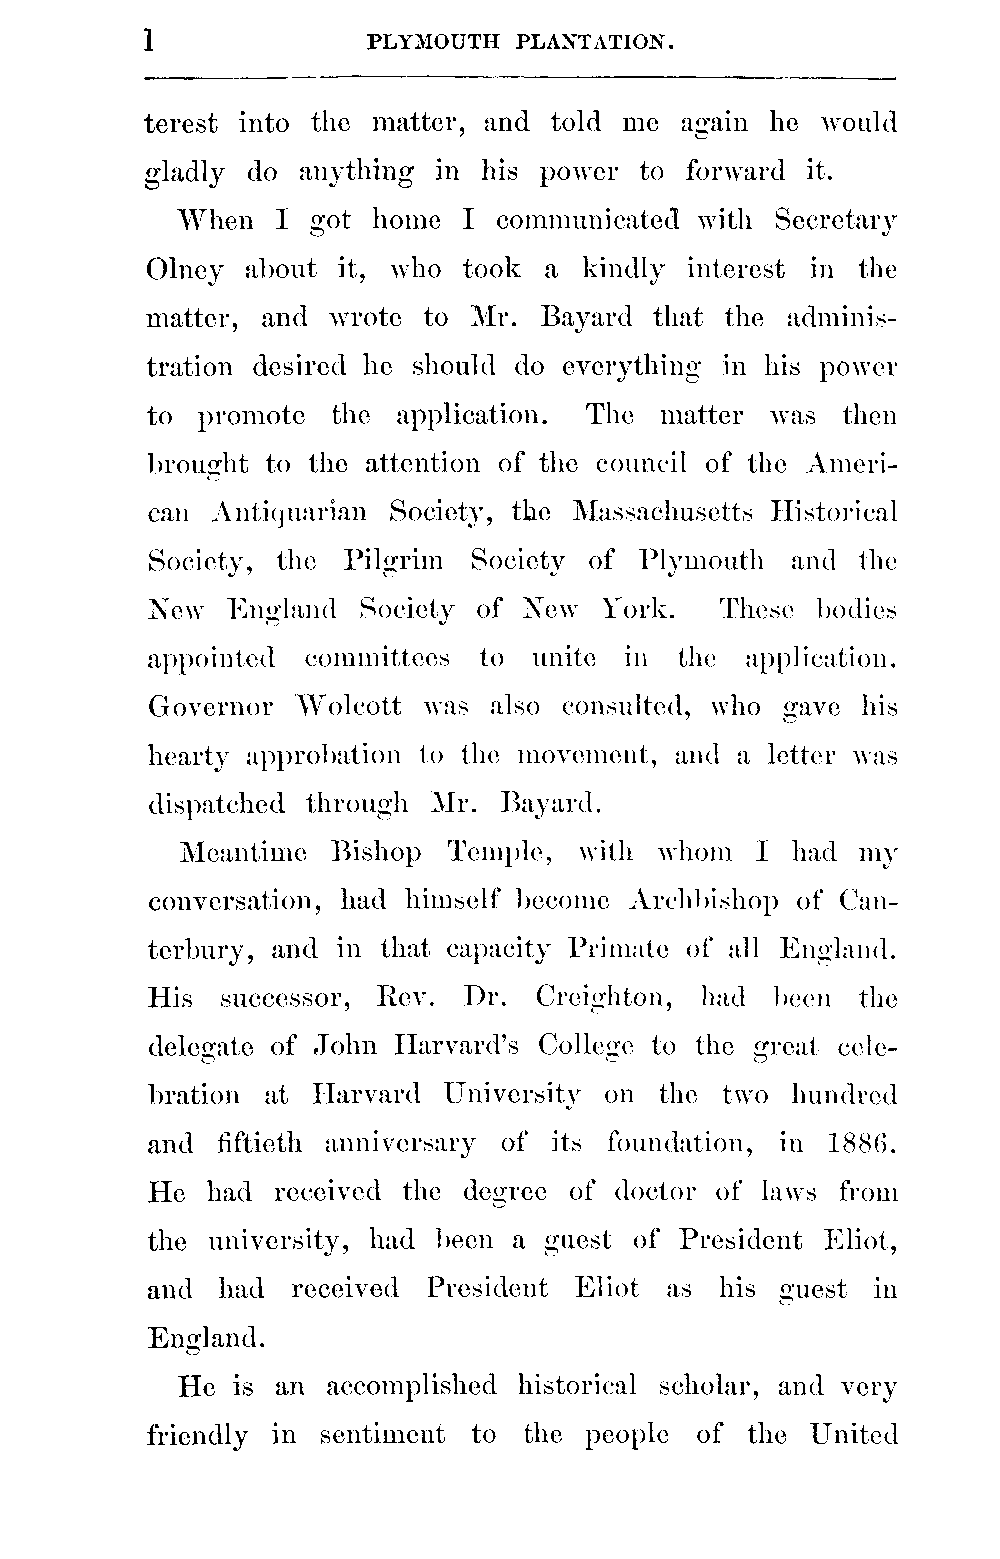 l PLYMOUTH PLANTATION.
terest into the matter, and told me again he would
gladly do anything in his power to forward it.
When I got home I communicated with Secretary
Olney about it, who took a kindly interest in the
matter, and wrote to Mr. Bayard that the adminis-
tration desired he should do everything in his power
to promote the application. The matter was then
brought to the attention of the council of the Ameri-
can Antiquarian Society, the Massachusetts Historical
Society, the Pilgrim Society of Plymouth and the
New England Society of New York. These bodies
appointed committees to unite in the application.
Governor Wolcott was also consulted, who gave his
hearty approbation to the movement, and a letter was
dispatched through Mr. Bayard.
Meantime Bishop Temple, with whom I had my
conversation, had himself become Archbishop of Can-
terbury, and in that capacity Primate of all England.
His successor, Rev. Dr. Creighton, had been the
delegate of John Harvard's College to the great cele-
bration at Harvard University on the two hundred
and fiftieth anniversary of its foundation, in 1886.
He had received the degree of doctor of laws from
the university, had been a guest of President Eliot,
and had received President Eliot as his guest in
England.
He is an accomplished historical scholar, and very
friendly in sentiment to the people of the United